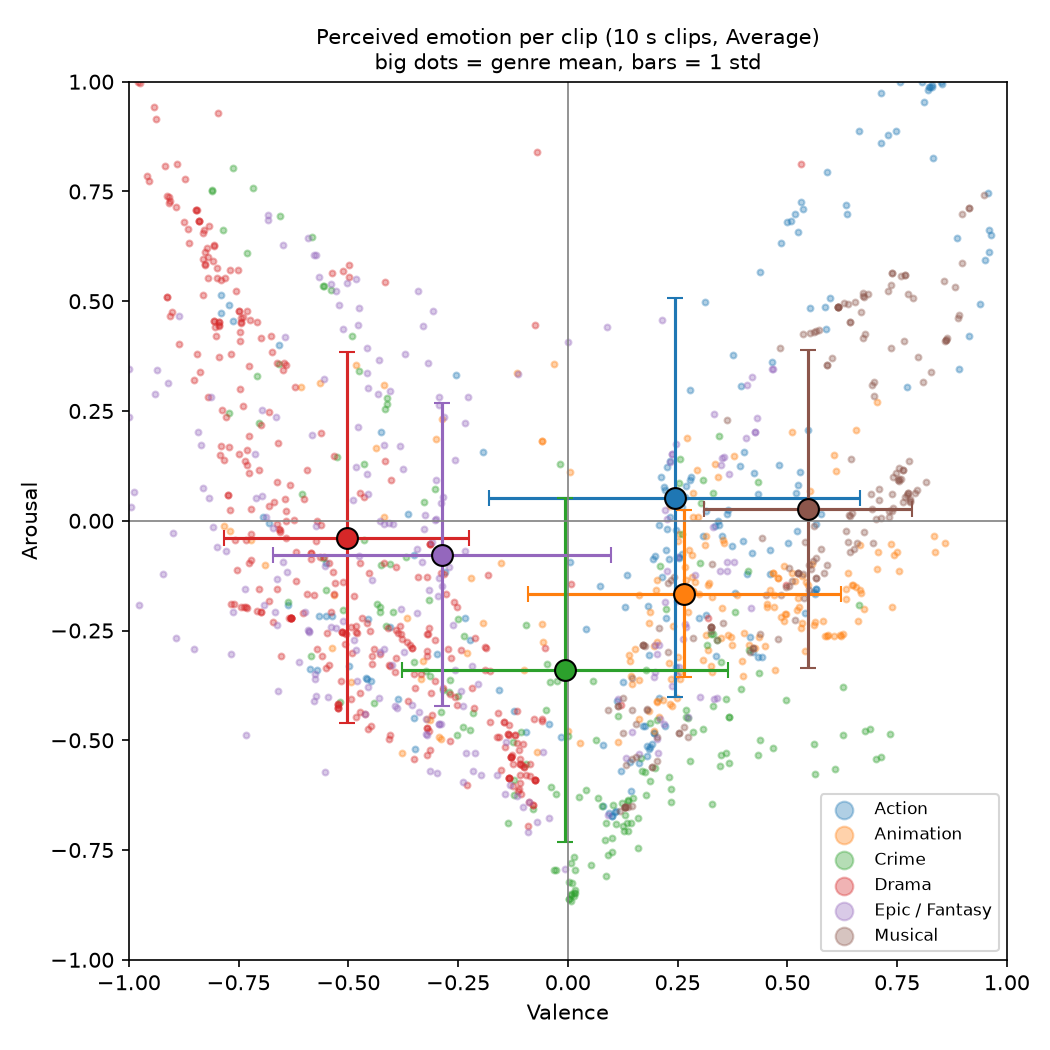 Perceived emotion per clip (10 s clips, Average)
big dots = genre mean, bars = 1 std
1.00
0.75
0.50
0.25
0.00
−0.25
−0.50
−0.75
−1.00
Arousal
−1.00 −0.75 −0.50 −0.25 0.00 0.25 0.50 0.75 1.00
Valence
Action
Animation
Crime
Drama
Epic / Fantasy
Musical